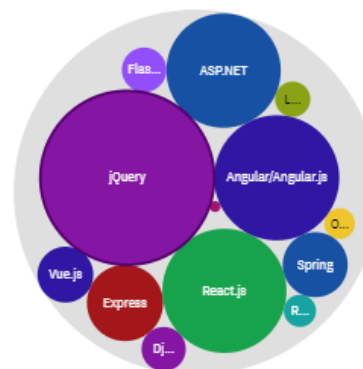 Flas...
ASP.NET
L...
jQuery
Angular/Angular.js
O...
Vue.js
Spring
Express
React.js
R...
Dj...